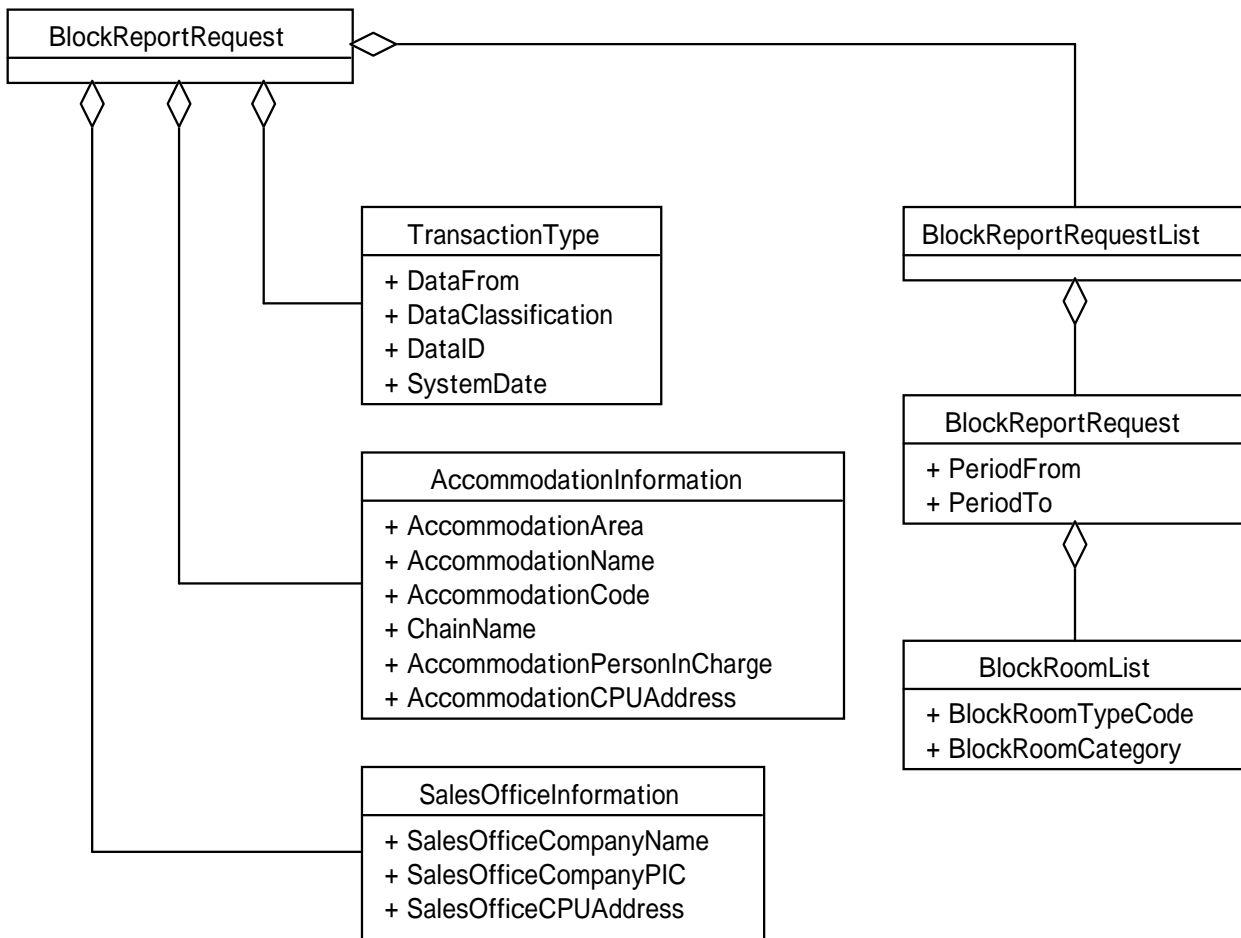 BlockReportRequest
TransactionType
+ DataFrom
+ DataClassification
+ DataID
+ SystemDate
AccommodationInformation
+ AccommodationArea
+ AccommodationName
+ AccommodationCode
+ ChainName
+ AccommodationPersonInCharge
+ AccommodationCPUAddress
SalesOfficeInformation
+ SalesOfficeCompanyName
+ SalesOfficeCompanyPIC
+ SalesOfficeCPUAddress
BlockReportRequestList
BlockReportRequest
+ PeriodFrom
+ PeriodTo
BlockRoomList
+ BlockRoomTypeCode
+ BlockRoomCategory